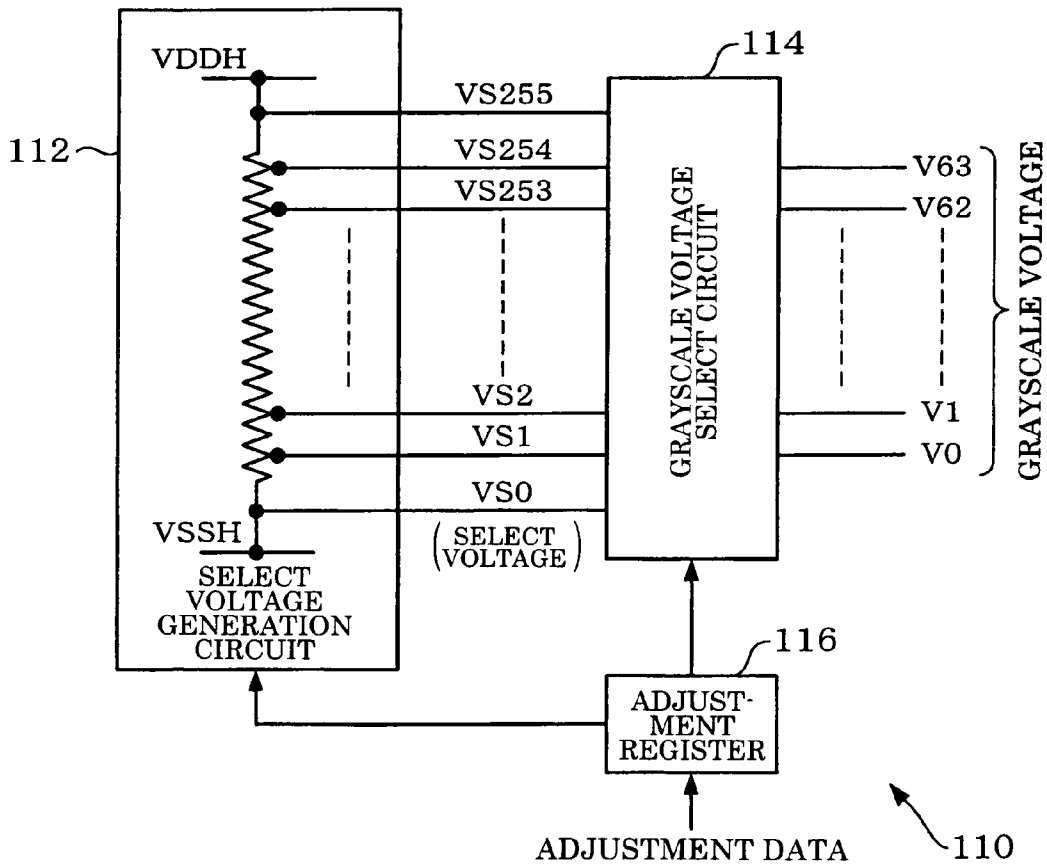 114
VDDH
VS255
112
VS254
V63
VS253
V62
GRAYSCALE VOLTAGE
SELECT CIRCUIT
GRAYSCALE VOLTAGE
VS2
V1
VS1
V0
VS0
VSSH
(SELECT
VOLTAGE)
SELECT
VOLTAGE
GENERATION
CIRCUIT
116
ADJUST-
MENT
REGISTER
ADJUSTMENT DATA
110